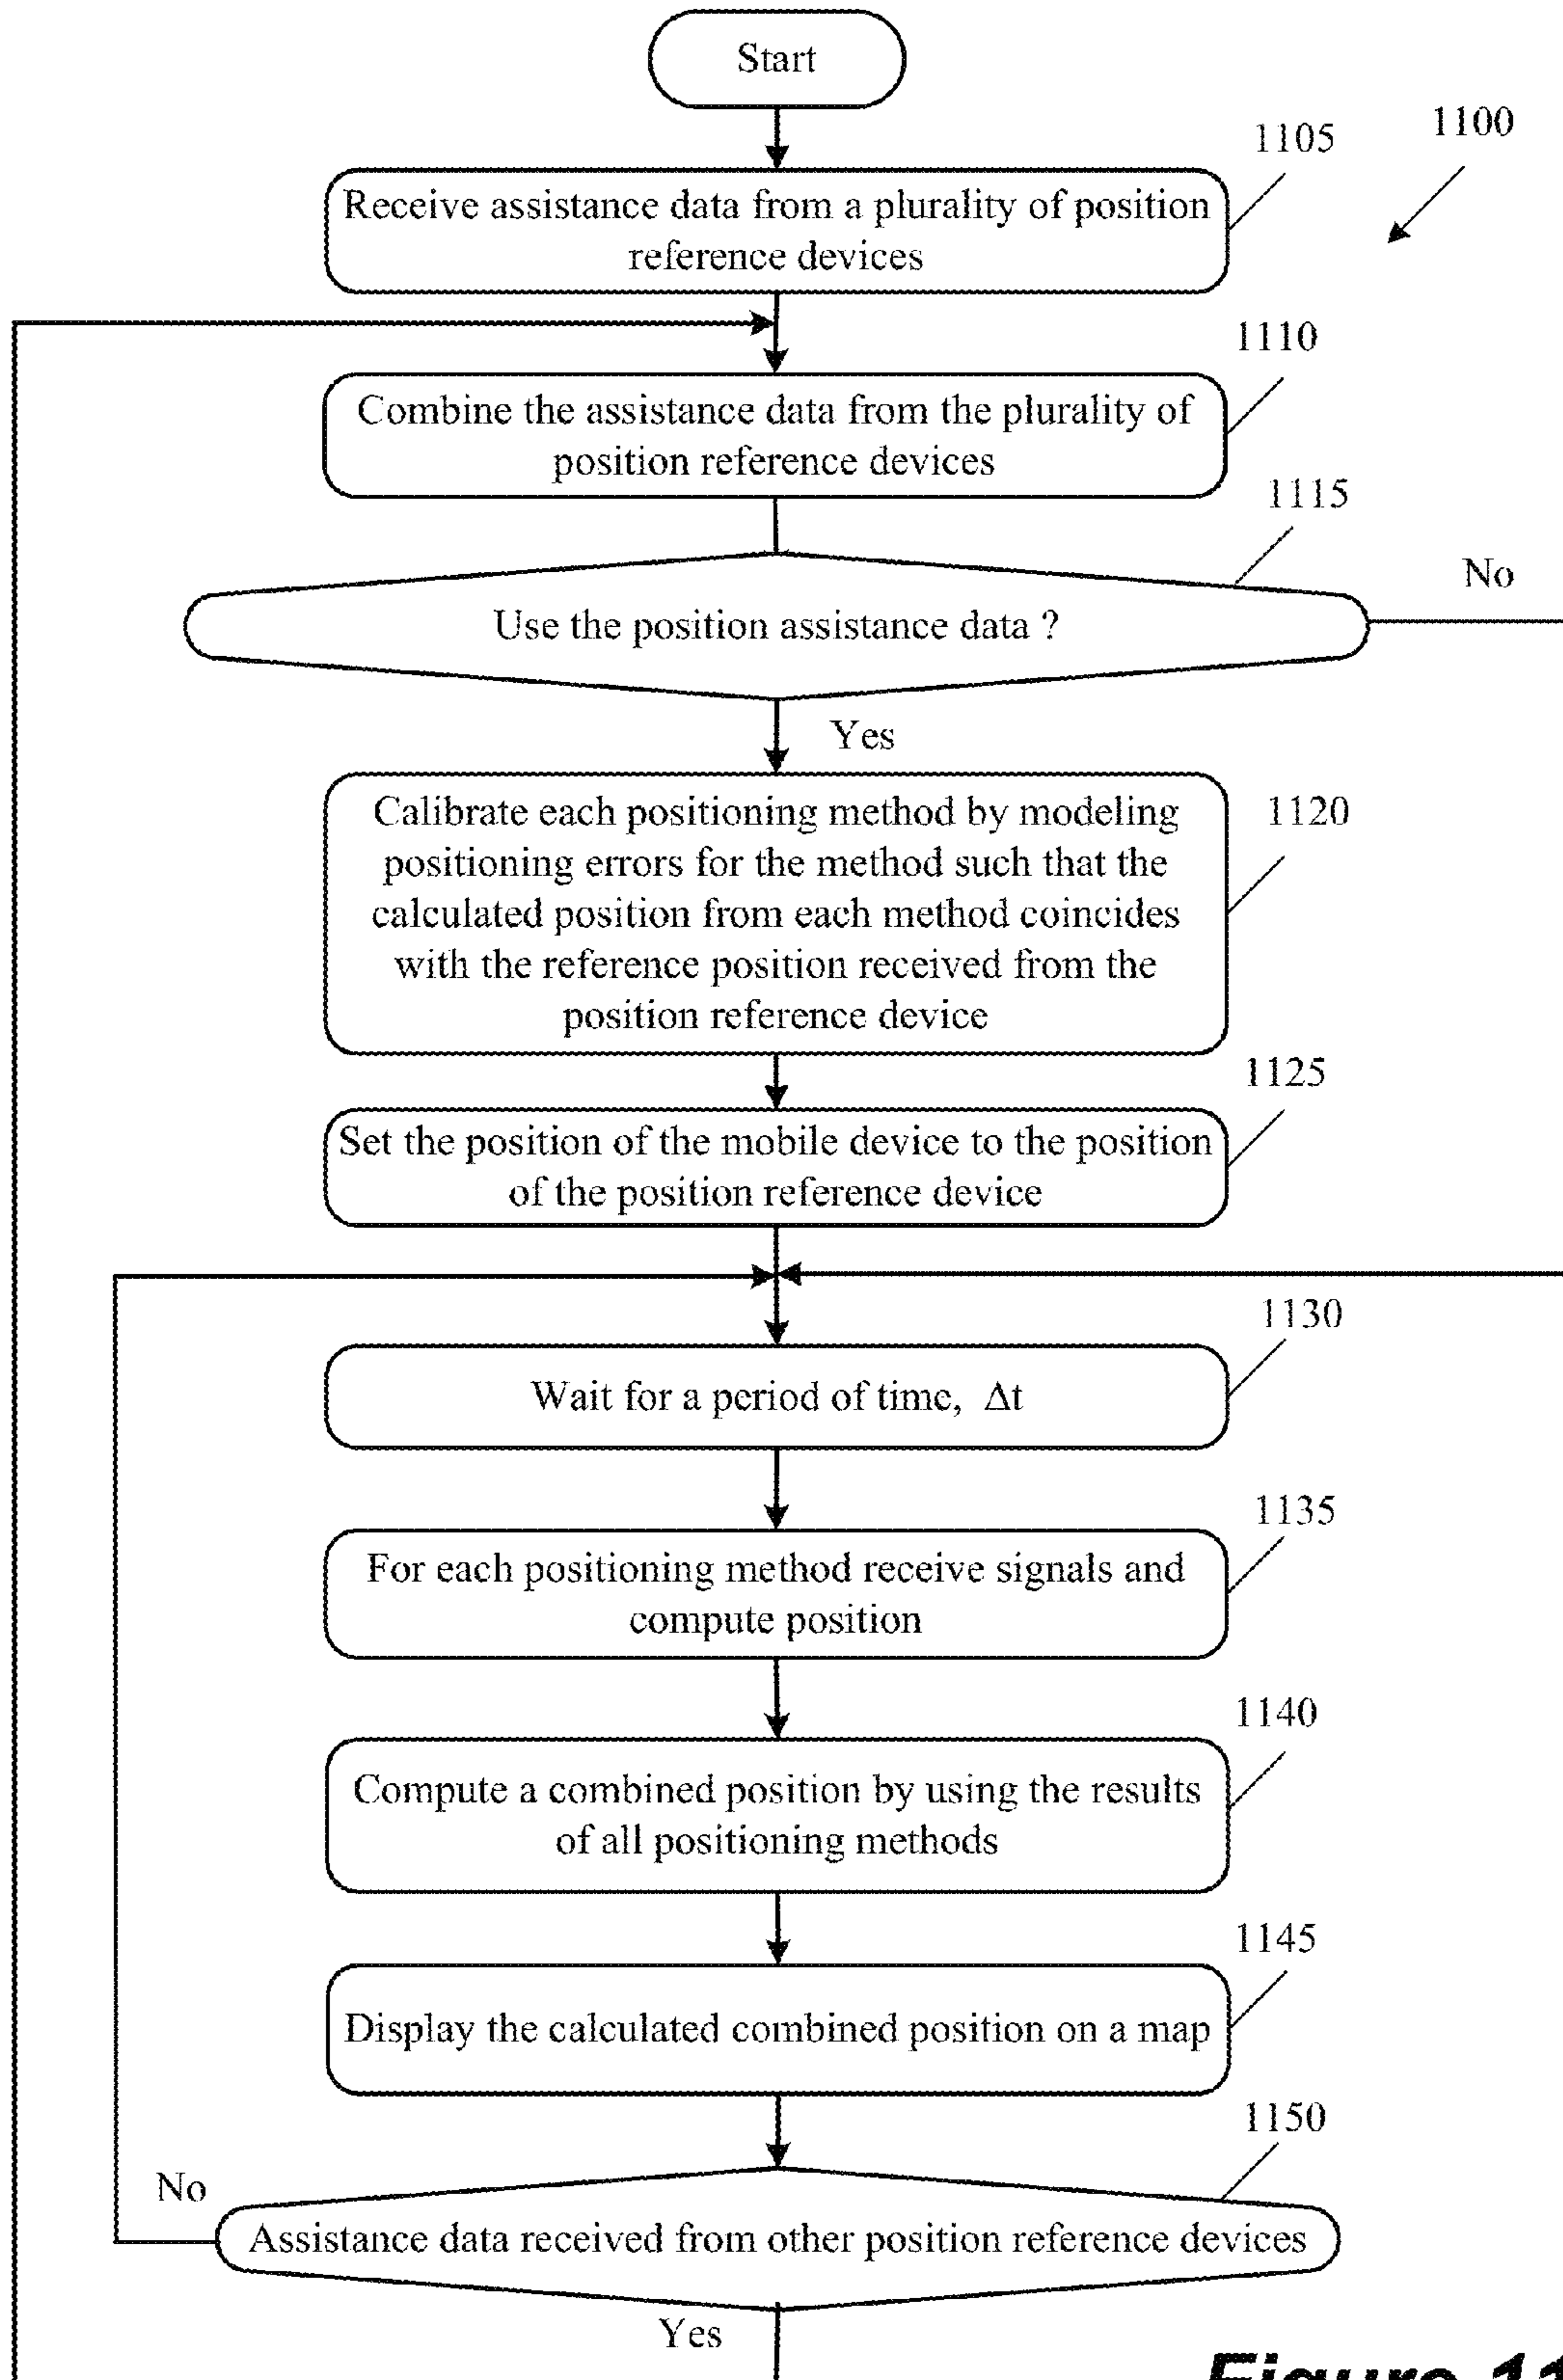 Start
1105
1100
Receive assistance data from a plurality of position
reference devices
1110
Combine the assistance data from the plurality of
position reference devices
1115
No
Use the position assistance data ?
Yes
Calibrate each positioning method by modeling
positioning errors for the method such that the
calculated position from each method coincides
with the reference position received from the
position reference device
1120
1125
Set the position of the mobile device to the position
of the position reference device
1130
Wait for a period of time, Δt
1135
For each positioning method receive signals and
compute position
1140
Compute a combined position by using the results
of all positioning methods
1145
Display the calculated combined position on a map
1150
No
Assistance data received from other position reference devices
Yes
Figure 11